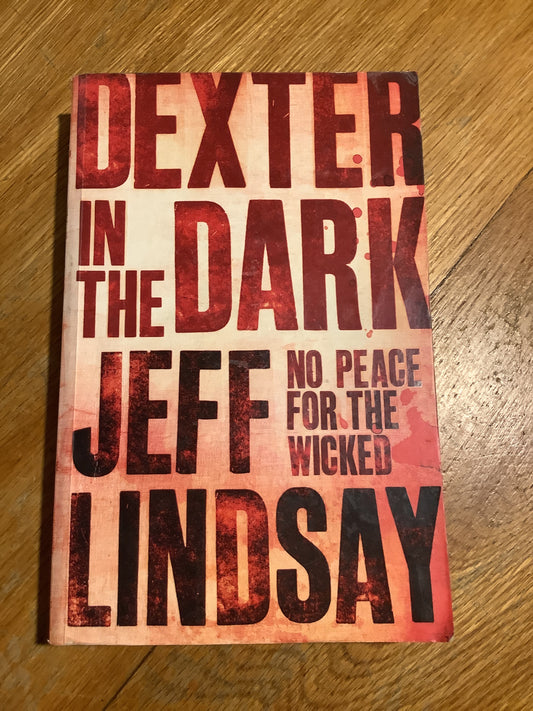 DEXTER
IN THE DARK
JEFF
LINDSAY
NO PEACE
FOR THE
WICKED